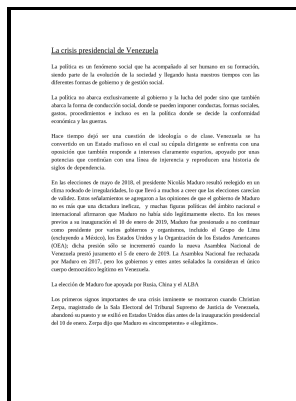 La crisis presidencial de Venezuela
La política es un fenómeno social que ha acompañado al ser humano en su formación,
siendo parte de la evolución de la sociedad y llegando hasta nuestros tiempos con las
diferentes formas de gobierno y de gestión social.
La política no abarca exclusivamente al gobierno y la lucha del poder sino que también
abarca la forma de conducción social, donde se pueden imponer conductas, formas sociales,
gastos, procedimientos e incluso es en la política donde se decide la conformidad
económica y las guerras.
Hace tiempo dejó ser una cuestión de ideología o de clase. Venezuela se ha
convertido en un Estado mafioso en el cual su cúpula dirigente se enfrenta con una
oposición que también responde a intereses claramente espurios, apoyada por unas
potencias que continúan con una línea de injerencia y reproducen una historia de
siglos de dependencia.
En las elecciones de mayo de 2018, el presidente Nicolás Maduro resultó reelegido en un
clima rodeado de irregularidades, lo que llevó a muchos a creer que las elecciones carecían
de validez. Estos señalamientos se agregaron a las opiniones de que el gobierno de Maduro
no es más que una dictadura ineficaz, y muchas figuras políticas del ámbito nacional e
internacional afirmaron que Maduro no había sido legítimamente electo. En los meses
previos a su inauguración el 10 de enero de 2019, Maduro fue presionado a no continuar
como presidente por varios gobiernos y organismos, incluido el Grupo de Lima
(excluyendo a México), los Estados Unidos y la Organización de los Estados Americanos
(OEA); dicha presión sólo se incrementó cuando la nueva Asamblea Nacional de
Venezuela prestó juramento el 5 de enero de 2019. La Asamblea Nacional fue rechazada
por Maduro en 2017, pero los gobiernos y entes antes señalados la consideran el único
cuerpo democrático legítimo en Venezuela.
La elección de Maduro fue apoyada por Rusia, China y el ALBA
Los primeros signos importantes de una crisis inminente se mostraron cuando Christian
Zerpa, magistrado de la Sala Electoral del Tribunal Supremo de Justicia de Venezuela,
abandonó su puesto y se exilió en Estados Unidos días antes de la inauguración presidencial
del 10 de enero. Zerpa dijo que Maduro es «incompetente» e «ilegítimo».